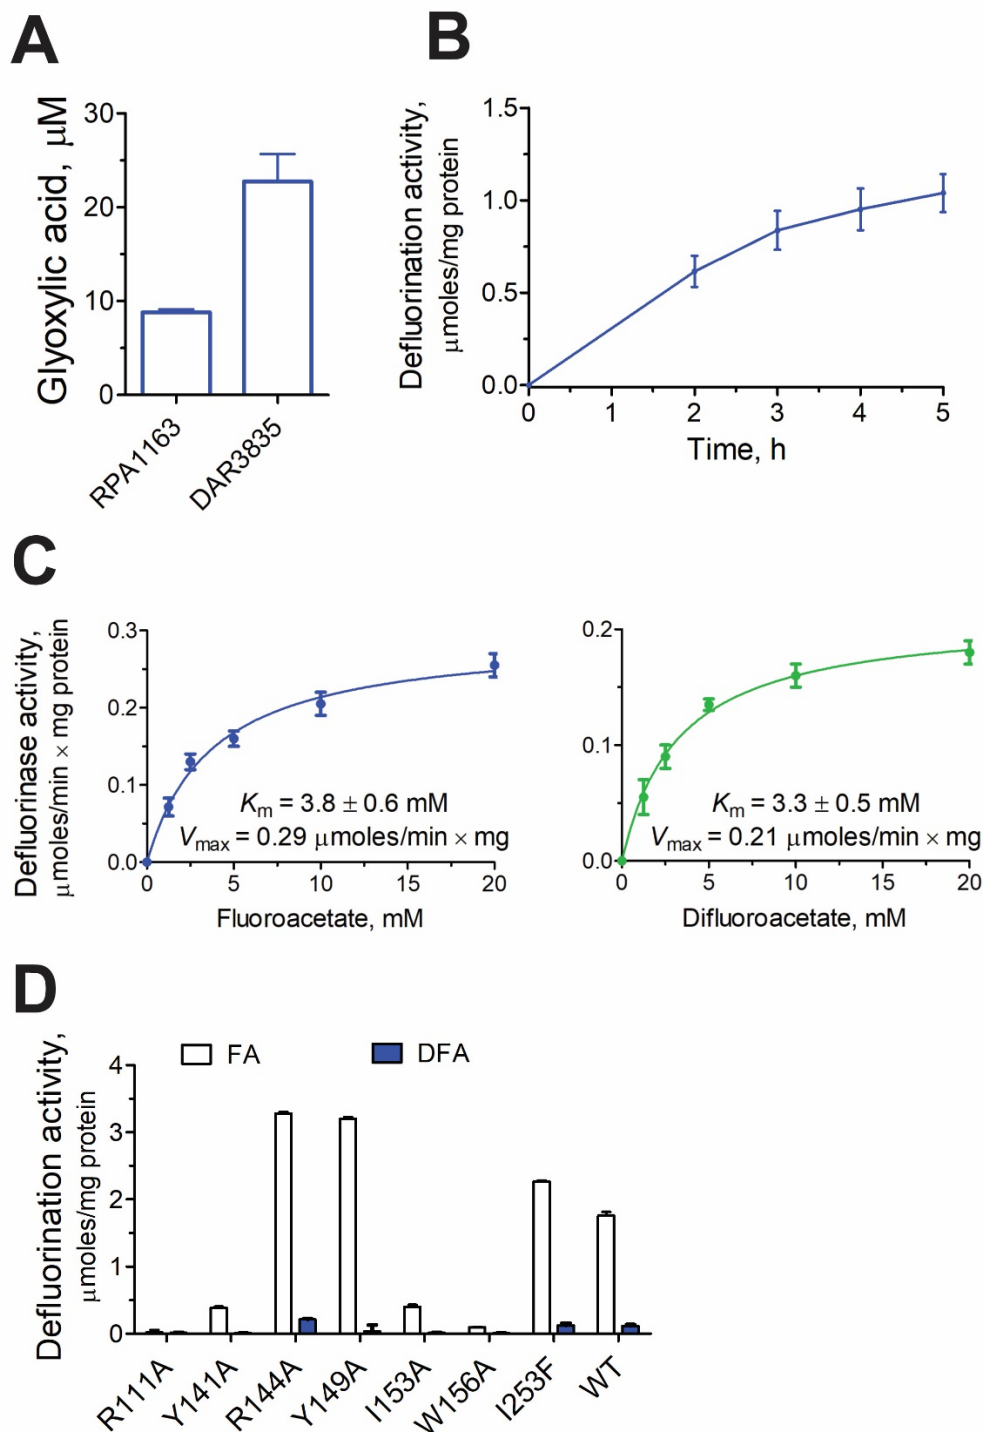 A
Glyoxylic acid, μM
30
20
10
0
RPA1163
DAR3835
B
Defluorination activity,
μmoles/mg protein
1.5
1.0
0.5
0.0
0 1 2 3 4 5
Time, h
C
Defluorinase activity,
μmoles/min × mg protein
0.3
0.2
0.1
0.0
Km = 3.8 ± 0.6 mM
Vmax = 0.29 μmoles/min × mg
0 5 10 15 20
Fluoroacetate, mM
0.2
0.1
0.0
Km = 3.3 ± 0.5 mM
Vmax = 0.21 μmoles/min × mg
0 5 10 15 20
Difluoroacetate, mM
D
Defluorination activity,
μmoles/mg protein
FA
DFA
4
3
2
1
0
R111A
Y141A
R144A
Y149A
I153A
W156A
I253F
WT